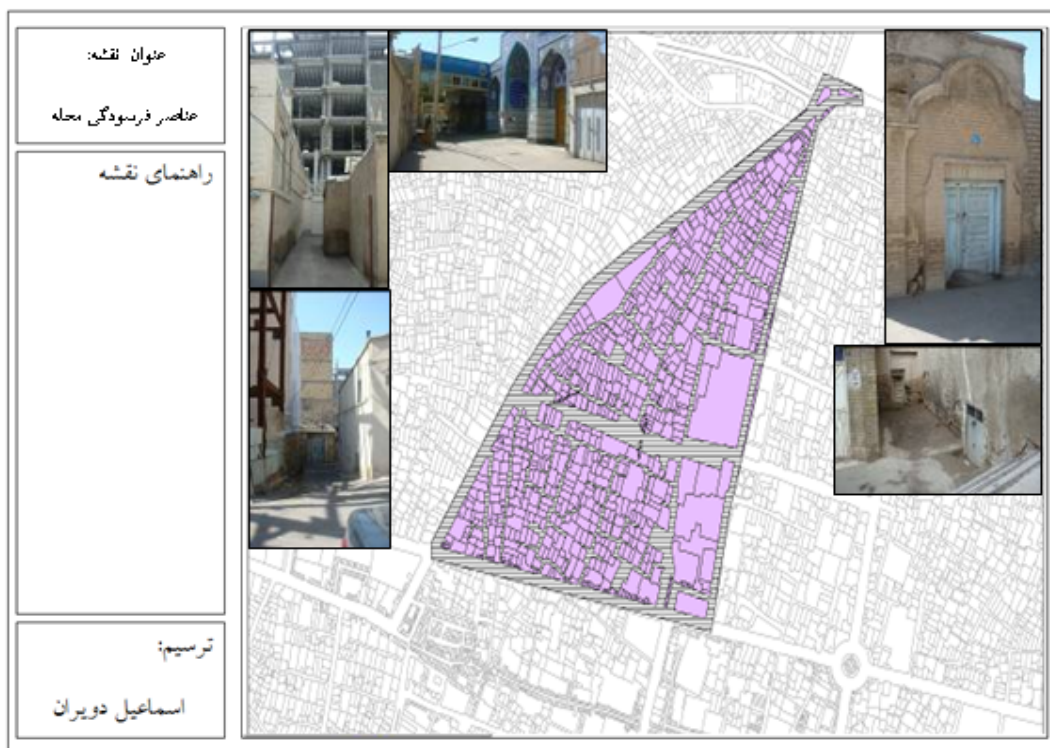 عنوان نقشه:
عناصر فرسودگی محله
راهنمای نقشه
ترسیم:
اسماعیل دویران